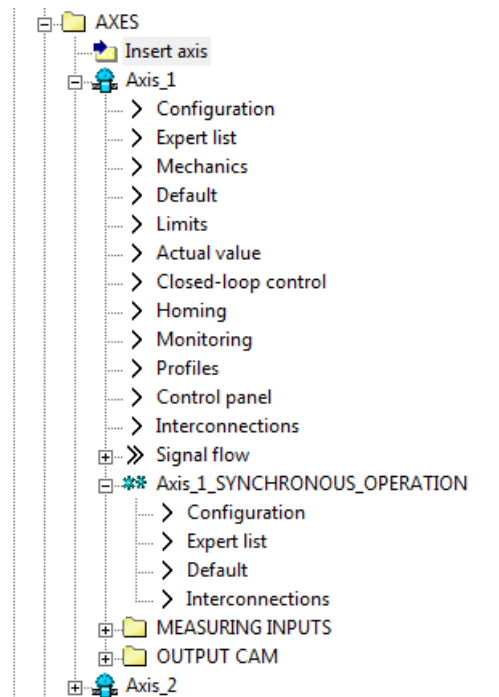 AXES
Insert axis
Axis_1
Configuration
Expert list
Mechanics
Default
Limits
Actual value
Closed-loop control
Homing
Monitoring
Profiles
Control panel
Interconnections
Signal flow
Axis_1_SYNCHRONOUS_OPERATION
Configuration
Expert list
Default
Interconnections
MEASURING INPUTS
OUTPUT CAM
Axis_2